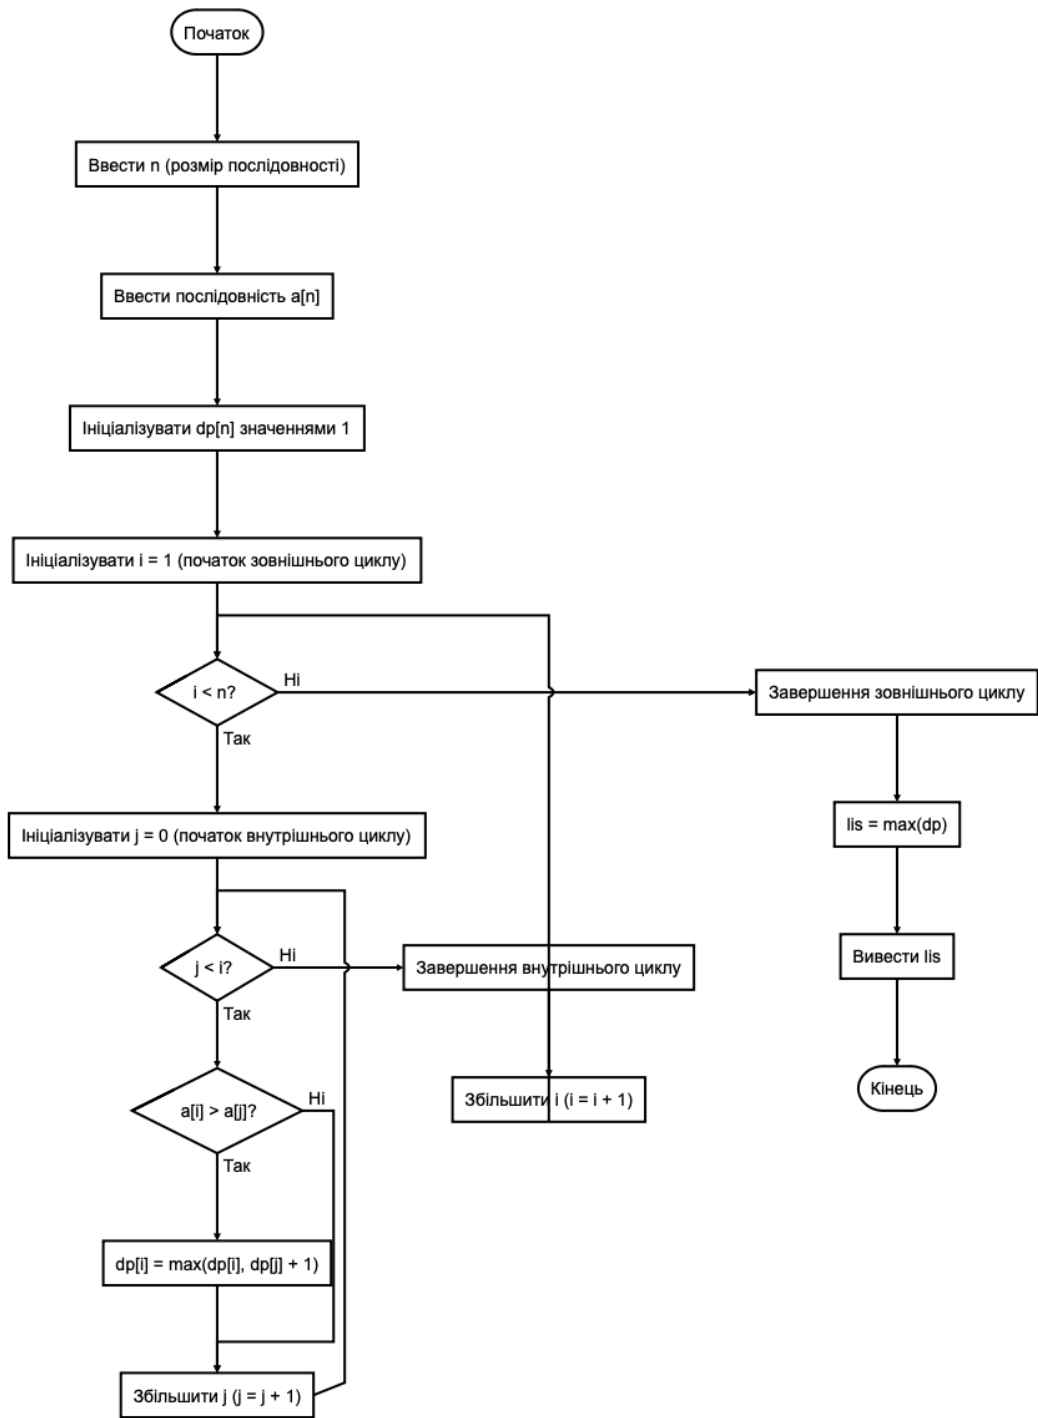 Початок
Ввести n (розмір послідовності)
Ввести послідовність a[n]
Ініціалізувати dp[n] значеннями 1
Ініціалізувати i = 1 (початок зовнішнього циклу)
i < n?
Ні
Так
Завершення зовнішнього циклу
lis = max(dp)
Вивести lis
Кінець
Ініціалізувати j = 0 (початок внутрішнього циклу)
j < i?
Ні
Так
Завершення внутрішнього циклу
Збільшити i (i = i + 1)
a[i] > a[j]?
Ні
Так
dp[i] = max(dp[i], dp[j] + 1)
Збільшити j (j = j + 1)